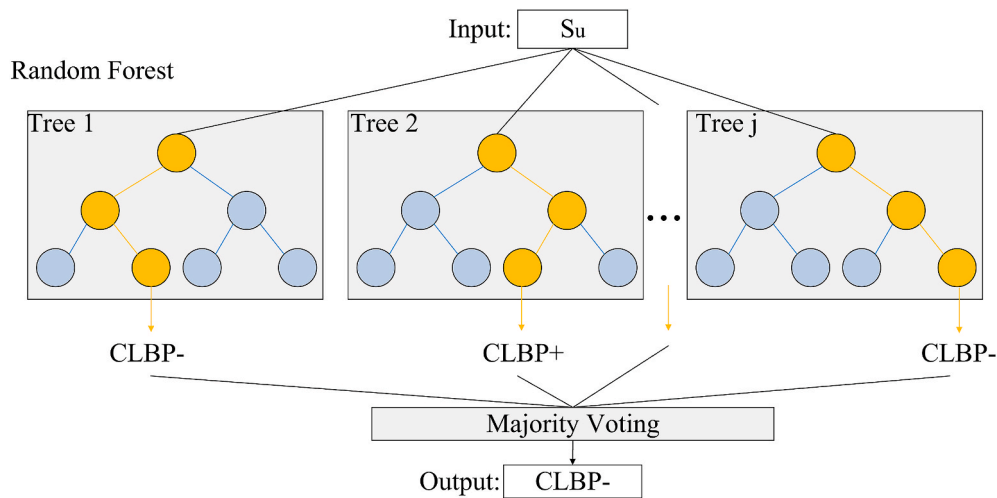 Input: Su
Random Forest
Tree 1 Tree 2 Tree j
...
CLBP- CLBP+ CLBP-
Majority Voting
Output: CLBP-